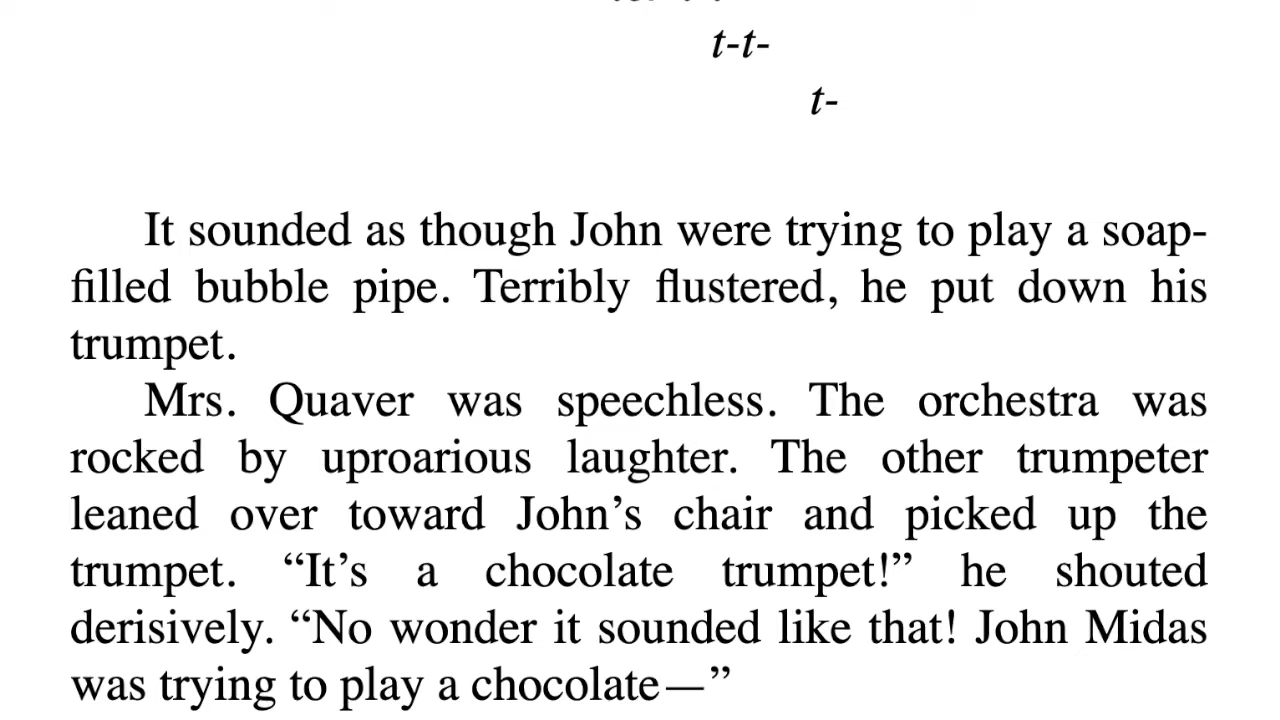 t-t-
t-
It sounded as though John were trying to play a soap-
filled bubble pipe. Terribly flustered, he put down his
trumpet.
Mrs. Quaver was speechless. The orchestra was
rocked by uproarious laughter. The other trumpeter
leaned over toward John’s chair and picked up the
trumpet. “It’s a chocolate trumpet!” he shouted
derisively. “No wonder it sounded like that! John Midas
was trying to play a chocolate—”